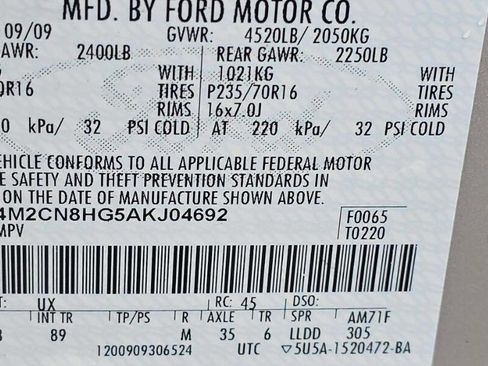 MFD. BY FORD MOTOR CO.
09/09 GVWR: 4520LB/ 2050KG
GAWR: 2400LB REAR GAWR: 2250LB
WITH 1021KG WITH
70R16 TIRES P235/70R16 TIRES
RIMS 16x7.0J RIMS
0 kPa/ 32 PSI COLD AT 220 kPa/ 32 PSI COLD
VEHICLE CONFORMS TO ALL APPLICABLE FEDERAL MOTOR
E SAFETY AND THEFT PREVENTION STANDARDS IN
ON THE DATE OF MANUFACTURE SHOWN ABOVE.
4M2CN8HG5AKJ04692 F0065
MPV T0220
T: UX RC: 45 DSO:
INT TR TP/PS R AXLE TR SPR AM71F
89 M 35 6 LLDD 305
1200909306524 UTC ▽5U5A-1520472-BA